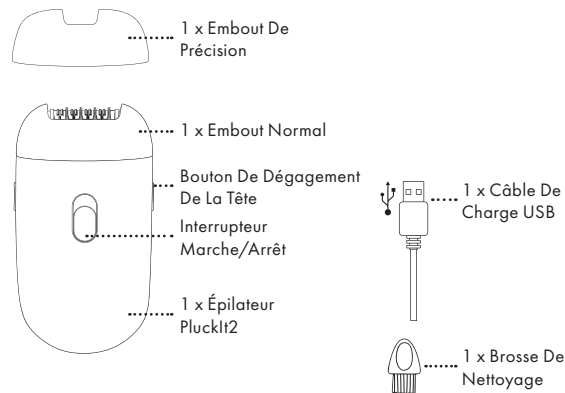 1 x Embout De
Précision
1 x Embout Normal
Bouton De Dégagement
De La Tête
Interrupteur
Marche/Arrêt
1 x Épilateur
PluckIt2
1 x Câble De
Charge USB
1 x Brosse De
Nettoyage